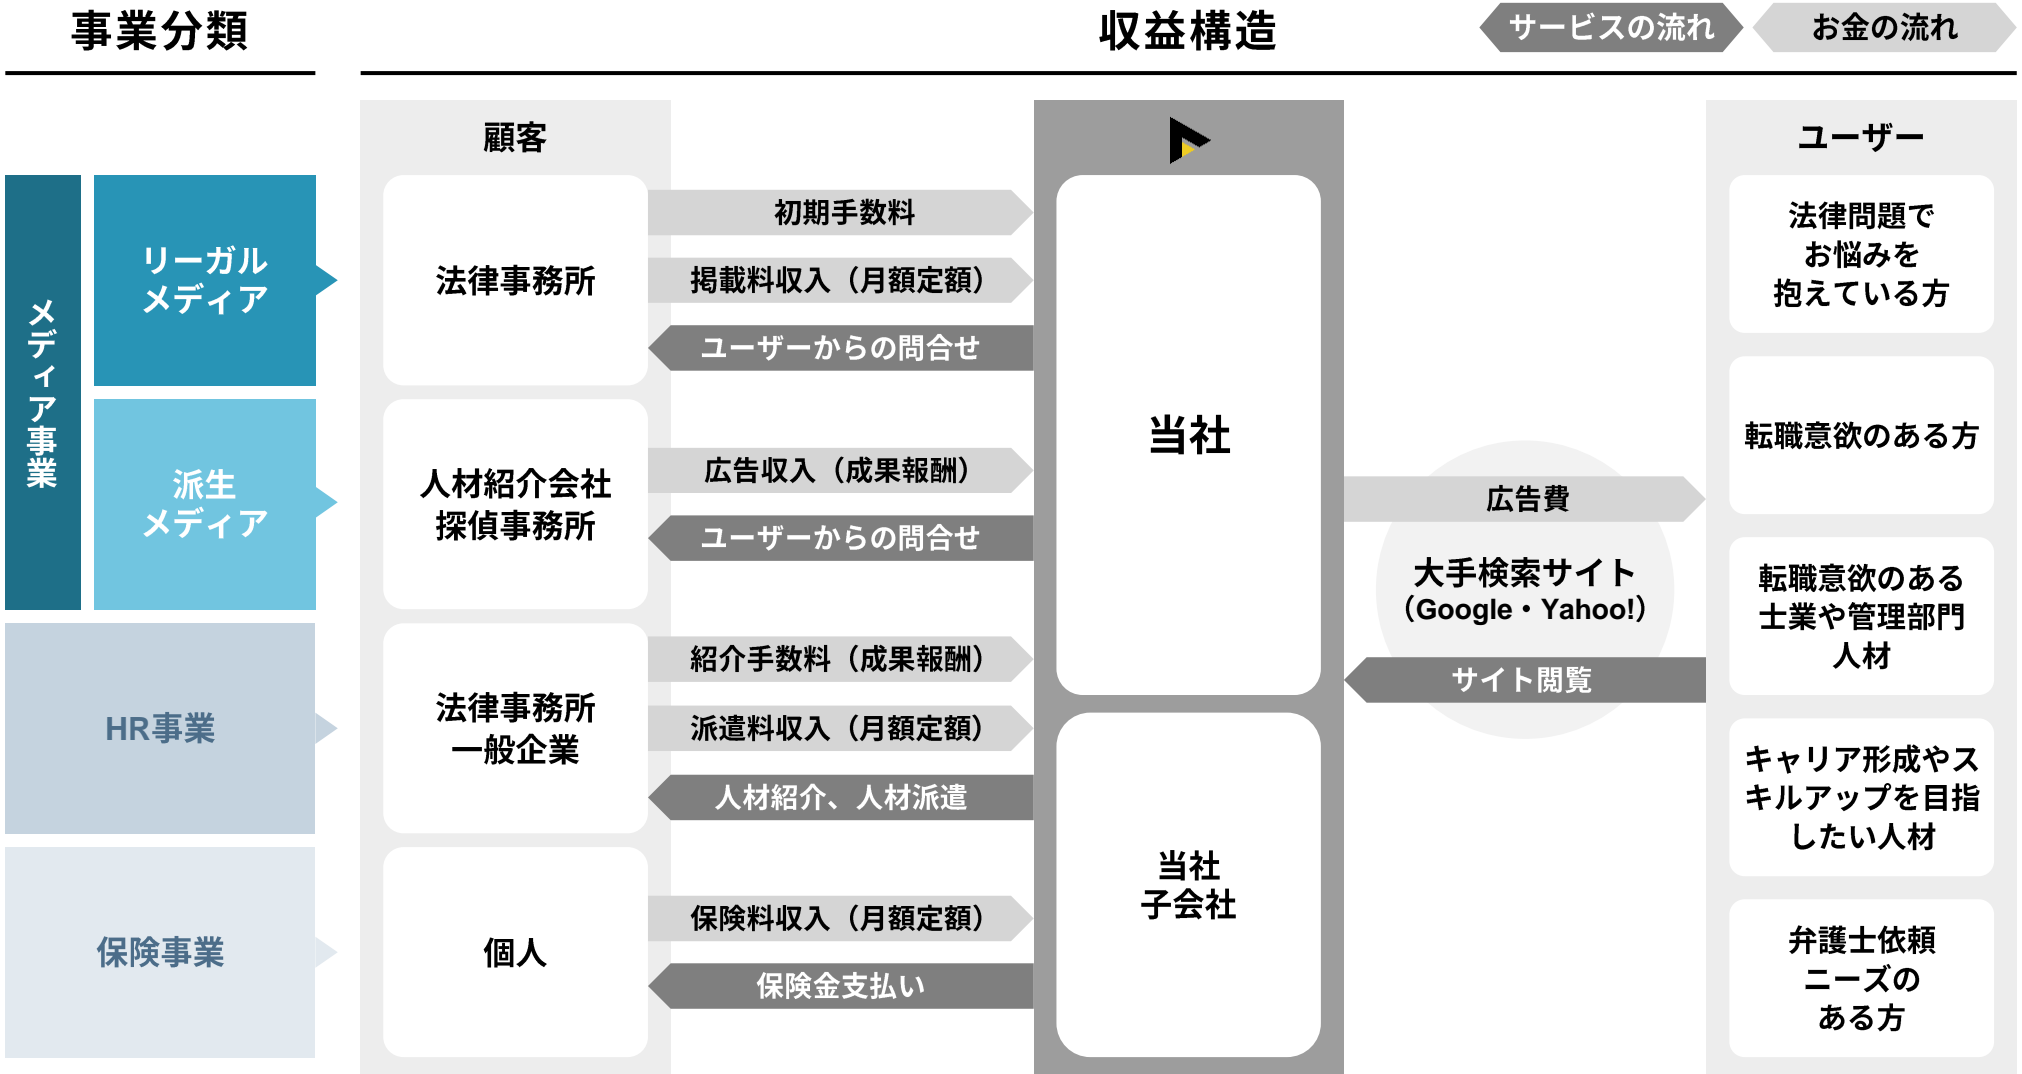 事業分類
収益構造
サービスの流れ
お金の流れ
顧客
ユーザー
メディア事業
リーガル
メディア
法律事務所
初期手数料
掲載料収入（月額定額）
ユーザーからの問合せ
派生
メディア
人材紹介会社
探偵事務所
広告収入（成果報酬）
ユーザーからの問合せ
HR事業
法律事務所
一般企業
紹介手数料（成果報酬）
派遣料収入（月額定額）
人材紹介、人材派遣
保険事業
個人
保険料収入（月額定額）
保険金支払い
当社
当社
子会社
広告費
大手検索サイト
（Google・Yahoo!）
サイト閲覧
法律問題で
お悩みを
抱えている方
転職意欲のある方
転職意欲のある
士業や管理部門
人材
キャリア形成やス
キルアップを目指
したい人材
弁護士依頼
ニーズの
ある方